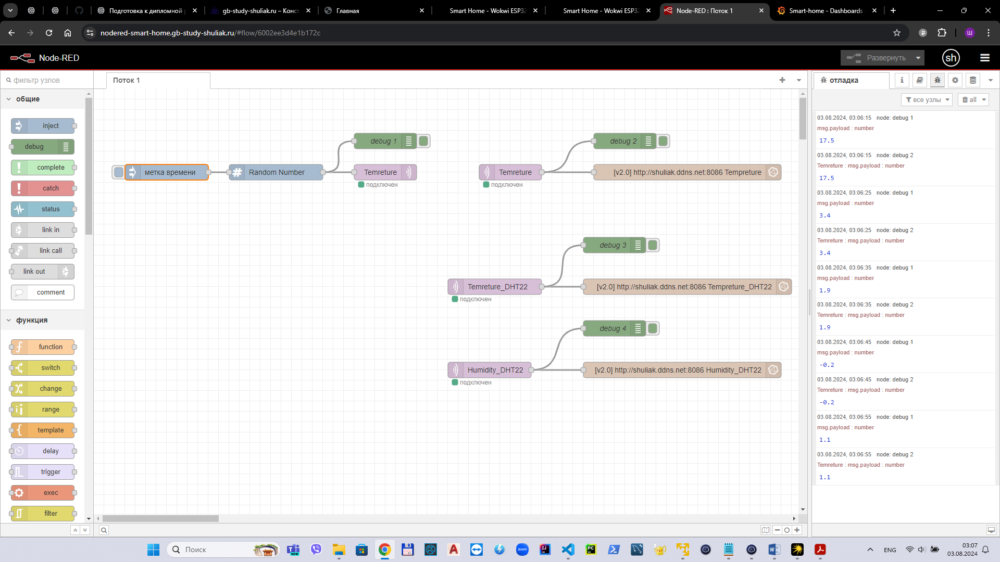 Подготовка к дипломной р
gb-study-shuliak.ru – Конст
Главная
Smart Home - Wokwi ESP32
Smart Home - Wokwi ESP32
Node-RED : Поток 1
Smart-home - Dashboards
nodered-smart-home.gb-study-shuliak.ru/#flow/6002ee3d4e1b172c
Ш
Node-RED
Развернуть
sh
фильтр узлов
Поток 1
отладка
все узлы
all
общие
inject
debug
complete
catch
status
link in
link call
link out
comment
функция
function
switch
change
range
template
delay
trigger
exec
filter
debug 1
метка времени
Random Number
Temreture
подключен
debug 2
Temreture
подключен
[v2.0] http://shuliak.ddns.net:8086 Tempreture
debug 3
Temreture_DHT22
подключен
[v2.0] http://shuliak.ddns.net:8086 Tempreture_DHT22
debug 4
Humidity_DHT22
подключен
[v2.0] http://shuliak.ddns.net:8086 Humidity_DHT22
03.08.2024, 03:06:15 node: debug 1
msg.payload : number
17.5
03.08.2024, 03:06:15 node: debug 2
Temreture : msg.payload : number
17.5
03.08.2024, 03:06:25 node: debug 1
msg.payload : number
3.4
03.08.2024, 03:06:25 node: debug 2
Temreture : msg.payload : number
3.4
03.08.2024, 03:06:35 node: debug 1
msg.payload : number
1.9
03.08.2024, 03:06:35 node: debug 2
Temreture : msg.payload : number
1.9
03.08.2024, 03:06:45 node: debug 1
msg.payload : number
-0.2
03.08.2024, 03:06:45 node: debug 2
Temreture : msg.payload : number
-0.2
03.08.2024, 03:06:55 node: debug 1
msg.payload : number
1.1
03.08.2024, 03:06:55 node: debug 2
Temreture : msg.payload : number
1.1
Поиск
NEW
zoom
IJ
PC
ENG
03:07
03.08.2024